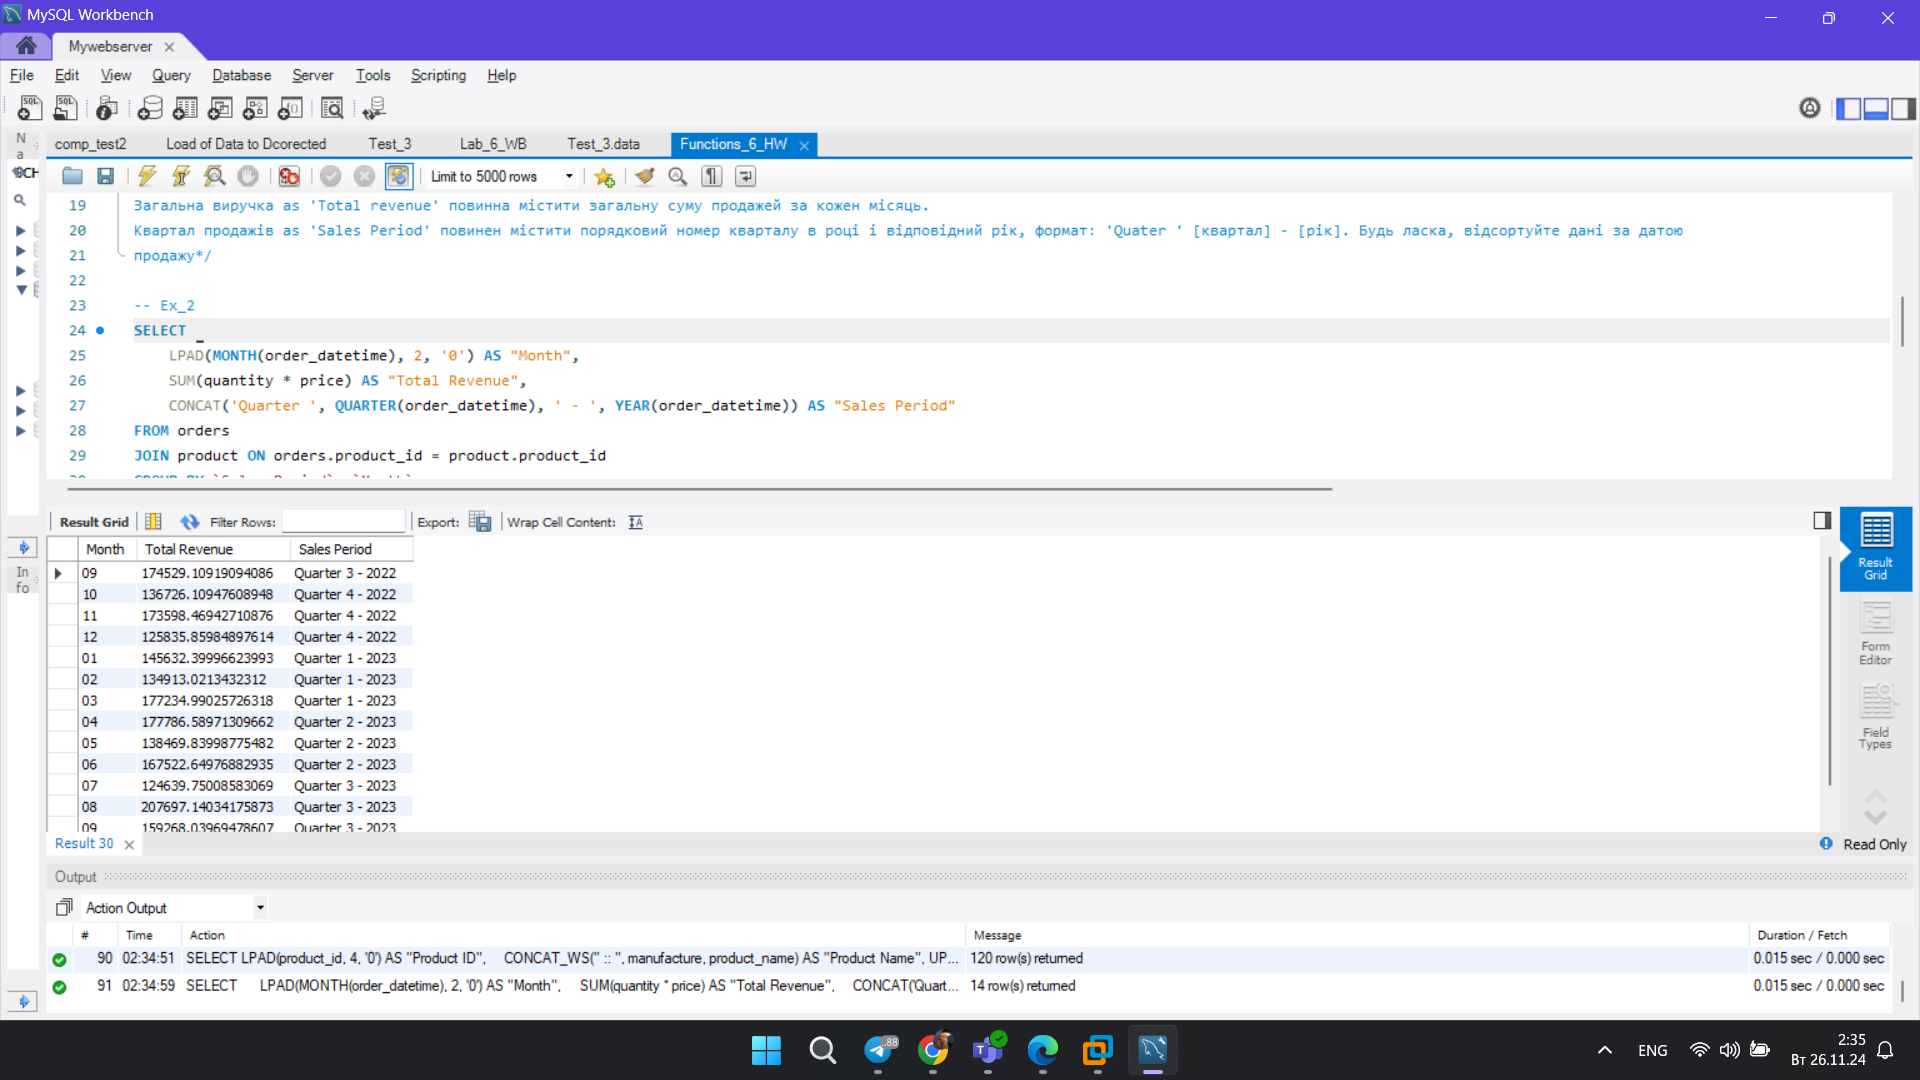 MySQL Workbench
Mywebserver
File Edit View Query Database Server Tools Scripting Help
N
a
comp_test2 Load of Data to Dcorected Test_3 Lab_6_WB Test_3.data Functions_6_HW
Limit to 5000 rows
19 Загальна виручка as 'Total revenue' повинна містити загальну суму продажей за кожен місяць.
20 Квартал продажів as 'Sales Period' повинен містити порядковий номер кварталу в році і відповідний рік, формат: 'Quater ' [квартал] - [рік]. Будь ласка, відсортуйте дані за датою
21 продажу*/
22
23 -- Ex_2
24 SELECT
25 LPAD(MONTH(order_datetime), 2, '0') AS "Month",
26 SUM(quantity * price) AS "Total Revenue",
27 CONCAT('Quarter ', QUARTER(order_datetime), ' - ', YEAR(order_datetime)) AS "Sales Period"
28 FROM orders
29 JOIN product ON orders.product_id = product.product_id
Result Grid Filter Rows: Export: Wrap Cell Content:
Month Total Revenue Sales Period
09 174529.10919094086 Quarter 3 - 2022
10 136726.10947608948 Quarter 4 - 2022
11 173598.46942710876 Quarter 4 - 2022
12 125835.85984897614 Quarter 4 - 2022
01 145632.39996623993 Quarter 1 - 2023
02 134913.0213432312 Quarter 1 - 2023
03 177234.99025726318 Quarter 1 - 2023
04 177786.58971309662 Quarter 2 - 2023
05 138469.83998775482 Quarter 2 - 2023
06 167522.64976882935 Quarter 2 - 2023
07 124639.75008583069 Quarter 3 - 2023
08 207697.14034175873 Quarter 3 - 2023
09 159268.03969478607 Quarter 3 - 2023
Result
Grid
Form
Editor
Field
Types
In
fo
Result 30
Read Only
Output
Action Output
# Time Action Message Duration / Fetch
90 02:34:51 SELECT LPAD(product_id, 4, '0') AS "Product ID", CONCAT_WS(" :: ", manufacture, product_name) AS "Product Name", UP... 120 row(s) returned 0.015 sec / 0.000 sec
91 02:34:59 SELECT LPAD(MONTH(order_datetime), 2, '0') AS "Month", SUM(quantity * price) AS "Total Revenue", CONCAT('Quart... 14 row(s) returned 0.015 sec / 0.000 sec
ENG
2:35
Вт 26.11.24